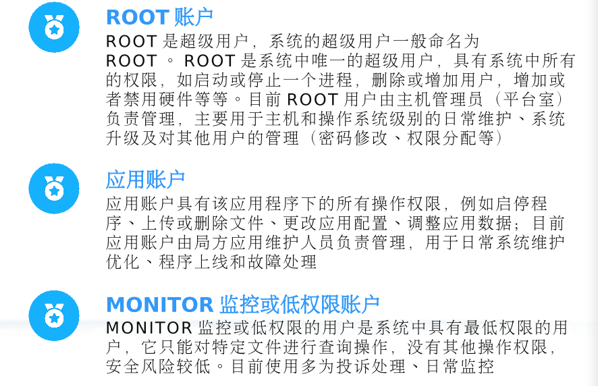 ROOT 账户
ROOT 是超级用户，系统的超级用户一般命名为
ROOT 。 ROOT 是系统中唯一的超级用户，具有系统中所有
的权限，如启动或停止一个进程，删除或增加用户，增加或
者禁用硬件等等。目前 ROOT 用户由主机管理员（平台室）
负责管理，主要用于主机和操作系统级别的日常维护、系统
升级及对其他用户的管理（密码修改、权限分配等）
应用账户
应用账户具有该应用程序下的所有操作权限，例如启停程
序、上传或删除文件、更改应用配置、调整应用数据；目前
应用账户由局方应用维护人员负责管理，用于日常系统维护
优化、程序上线和故障处理
MONITOR 监控或低权限账户
MONITOR 监控或低权限的用户是系统中具有最低权限的用
户，它只能对特定文件进行查询操作，没有其他操作权限，
安全风险较低。目前使用多为投诉处理、日常监控